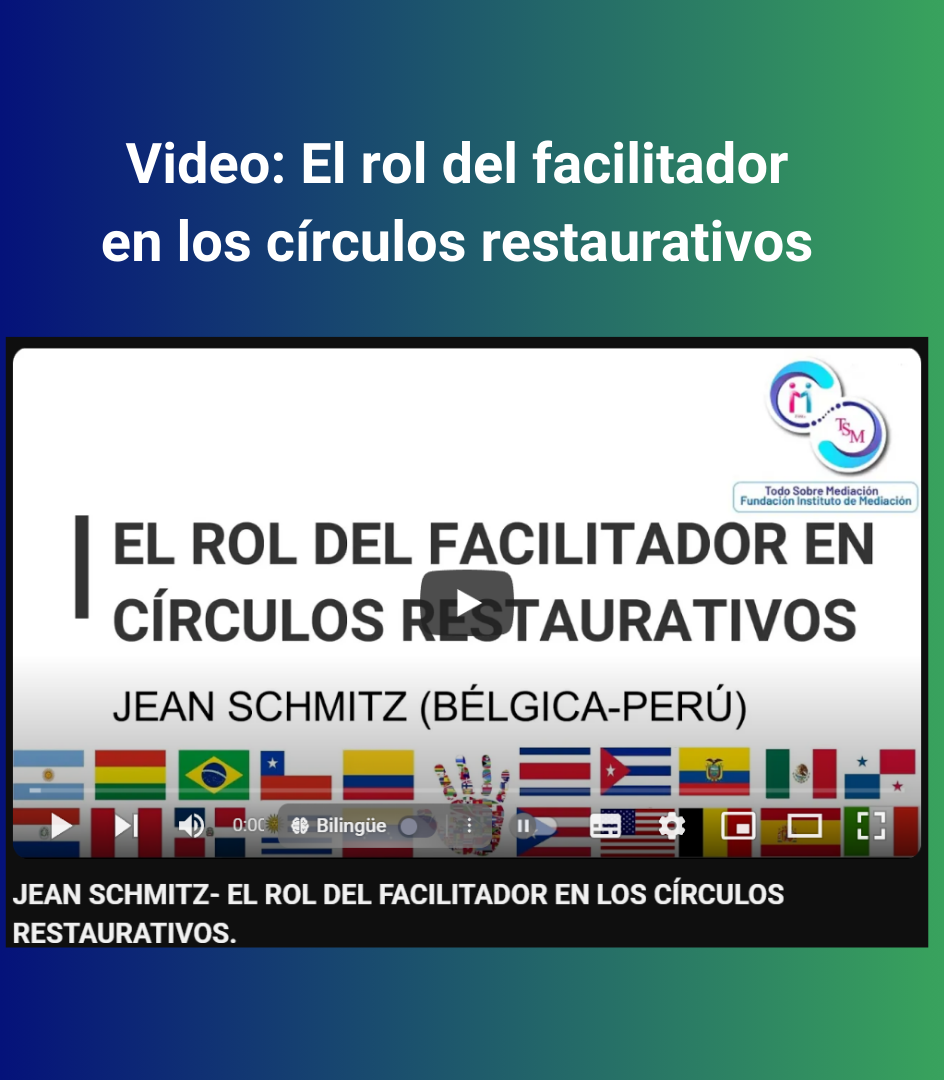 Video: El rol del facilitador
en los círculos restaurativos
TSM
Todo Sobre Mediación
Fundación Instituto de Mediación
EL ROL DEL FACILITADOR EN
CÍRCULOS RESTAURATIVOS
JEAN SCHMITZ (BÉLGICA-PERÚ)
0:00
Bilingüe
JEAN SCHMITZ- EL ROL DEL FACILITADOR EN LOS CÍRCULOS
RESTAURATIVOS.